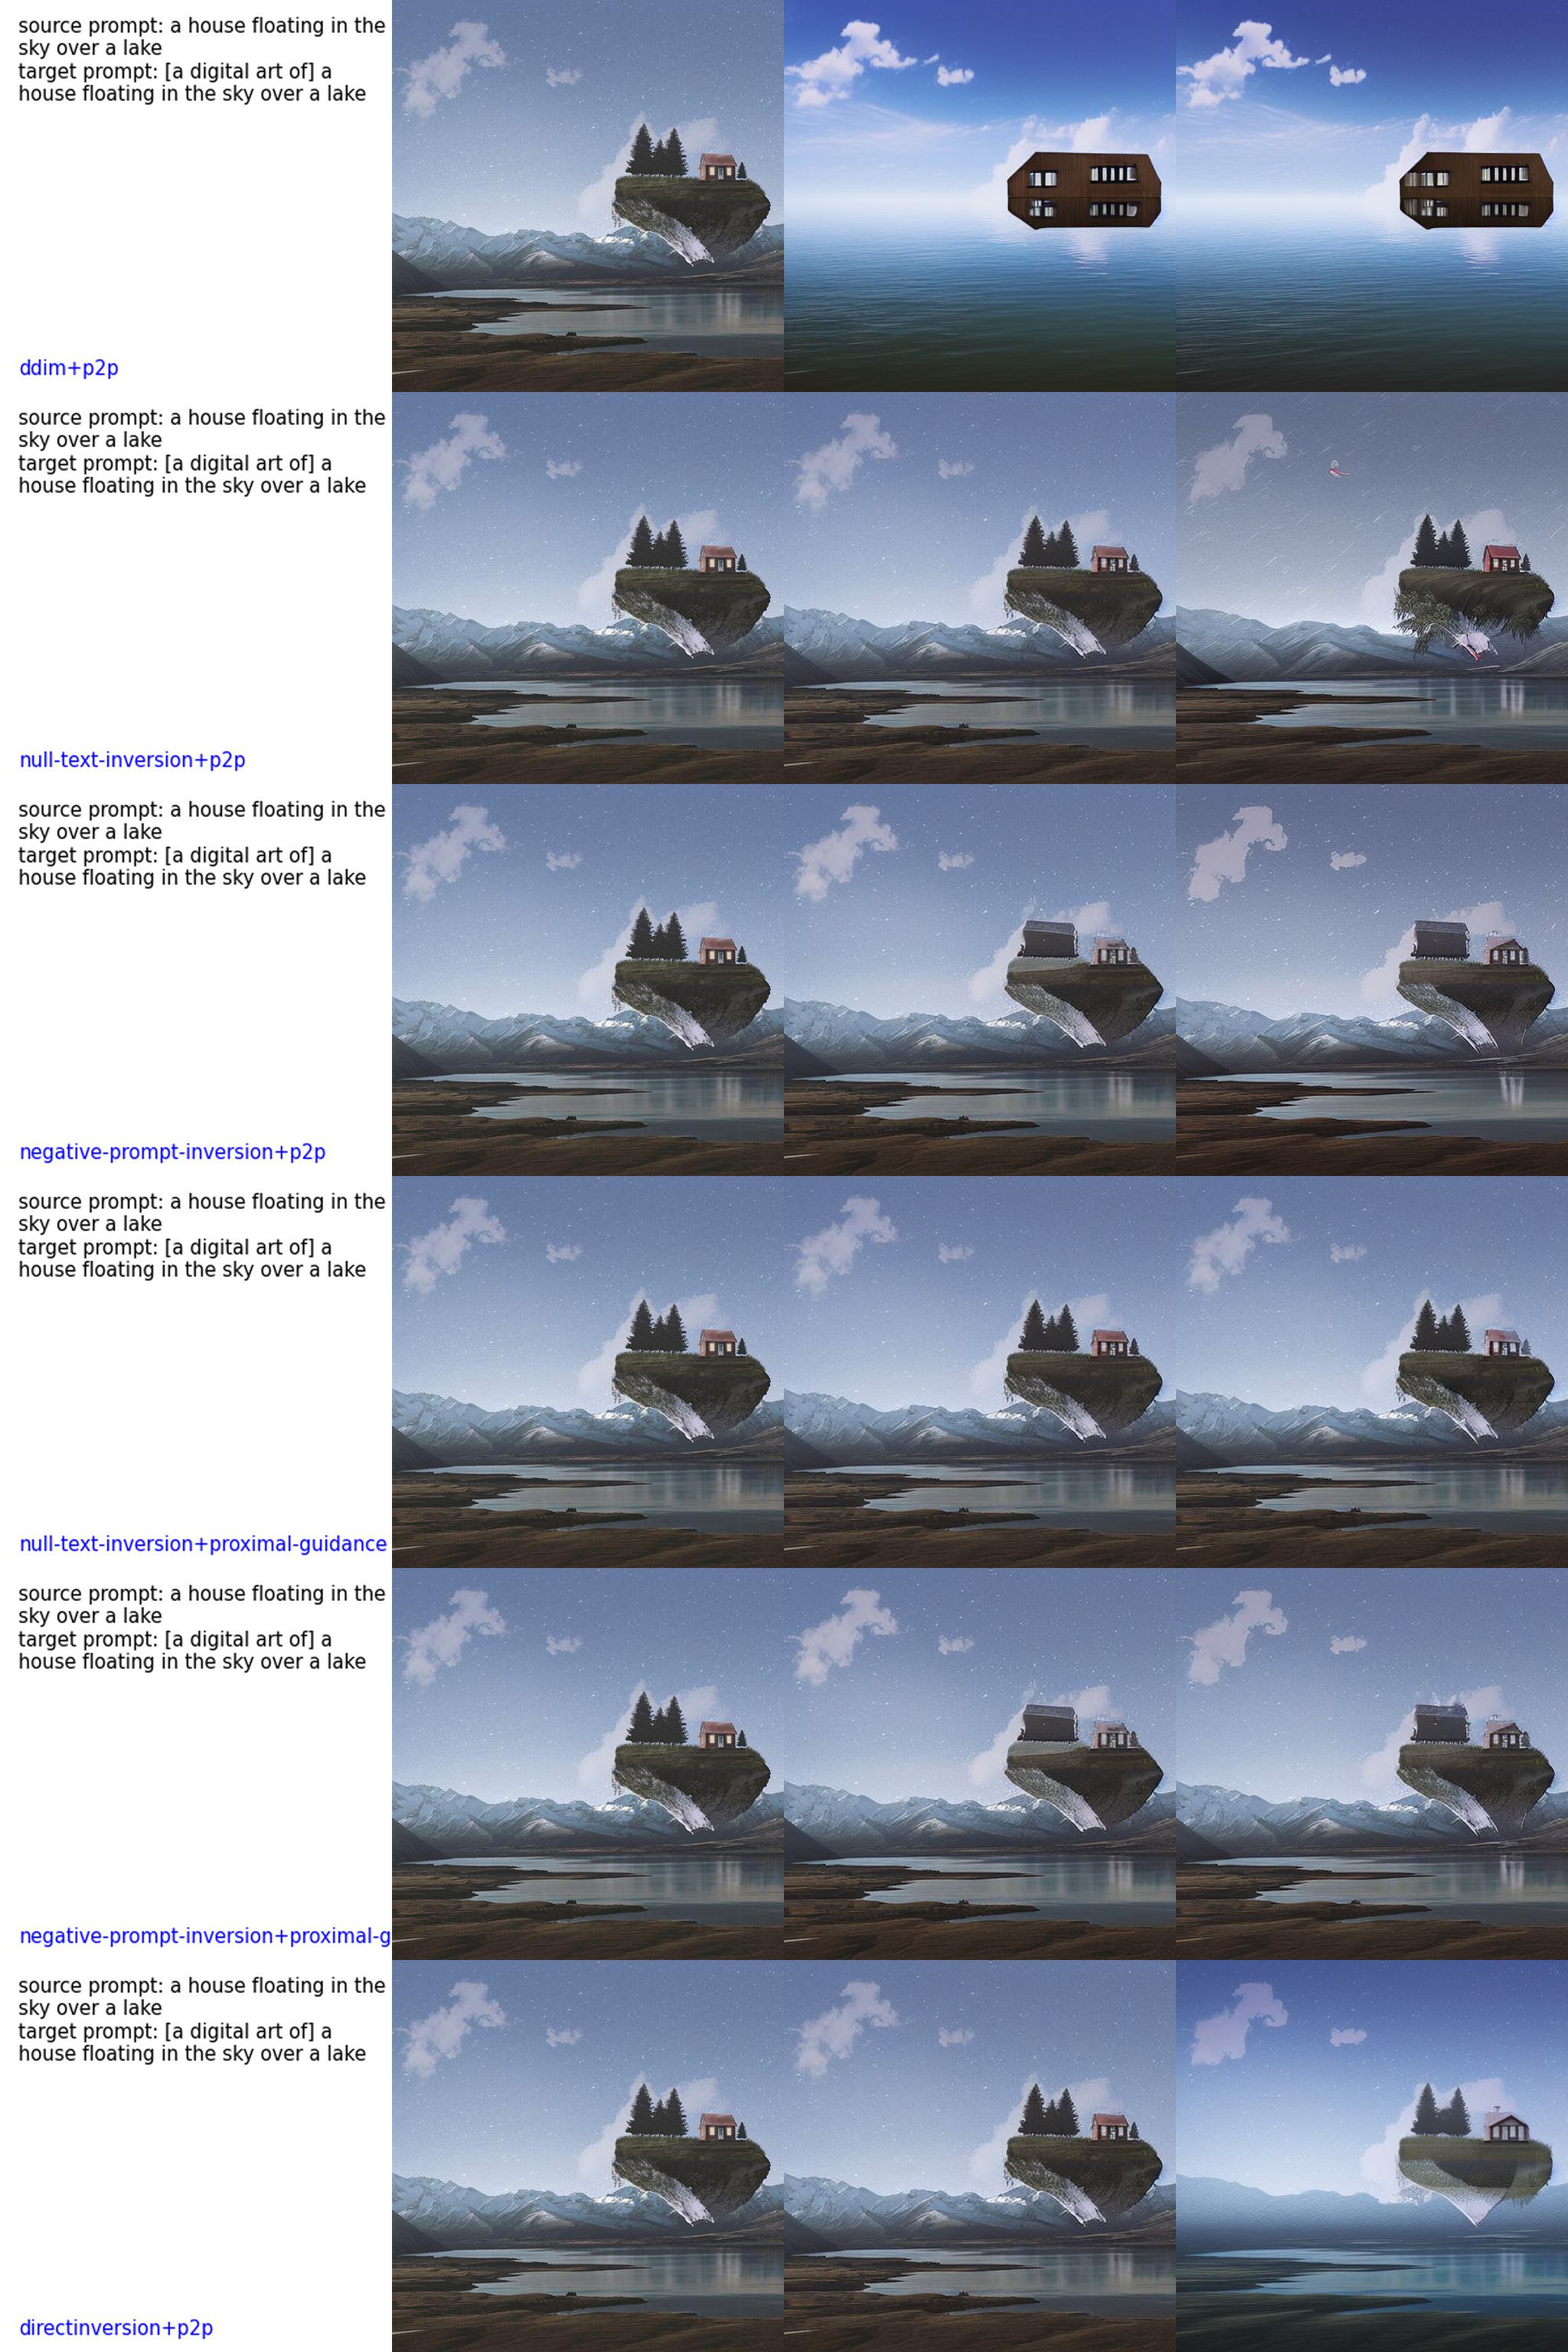 source prompt: a house floating in the
sky over a lake
target prompt: [a digital art of] a
house floating in the sky over a lake
ddim+p2p
source prompt: a house floating in the
sky over a lake
target prompt: [a digital art of] a
house floating in the sky over a lake
null-text-inversion+p2p
source prompt: a house floating in the
sky over a lake
target prompt: [a digital art of] a
house floating in the sky over a lake
negative-prompt-inversion+p2p
source prompt: a house floating in the
sky over a lake
target prompt: [a digital art of] a
house floating in the sky over a lake
null-text-inversion+proximal-guidance
source prompt: a house floating in the
sky over a lake
target prompt: [a digital art of] a
house floating in the sky over a lake
negative-prompt-inversion+proximal-g
source prompt: a house floating in the
sky over a lake
target prompt: [a digital art of] a
house floating in the sky over a lake
directinversion+p2p